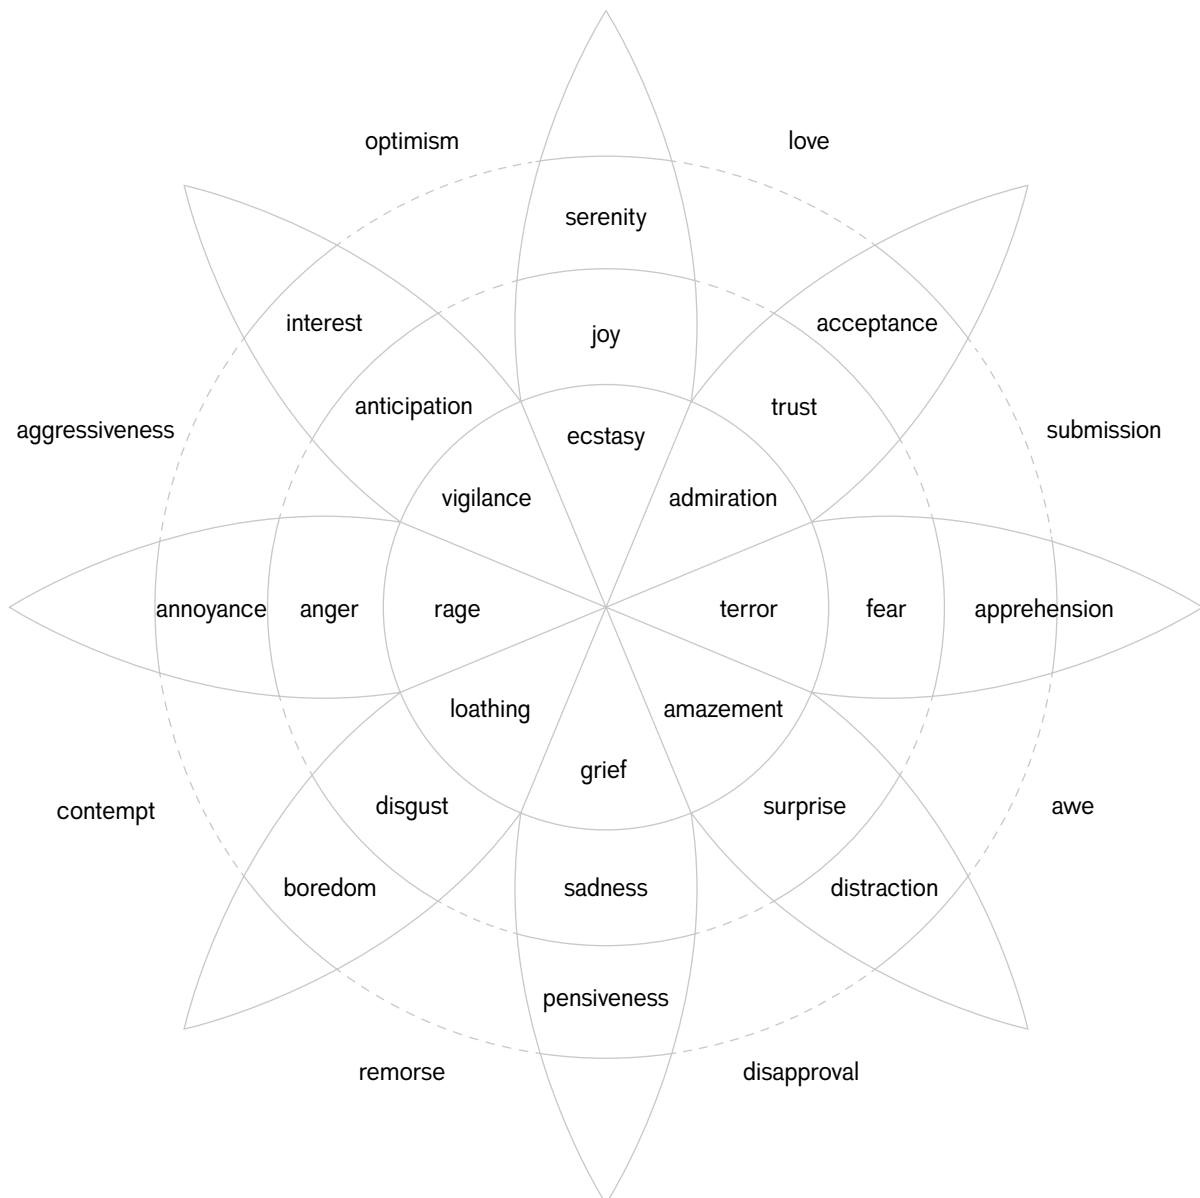 optimism
love
serenity
interest
acceptance
joy
anticipation
trust
aggressiveness
ecstasy
submission
vigilance
admiration
annoyance
anger
rage
terror
fear
apprehension
loathing
amazement
grief
contempt
disgust
surprise
awe
boredom
sadness
distraction
pensiveness
remorse
disapproval